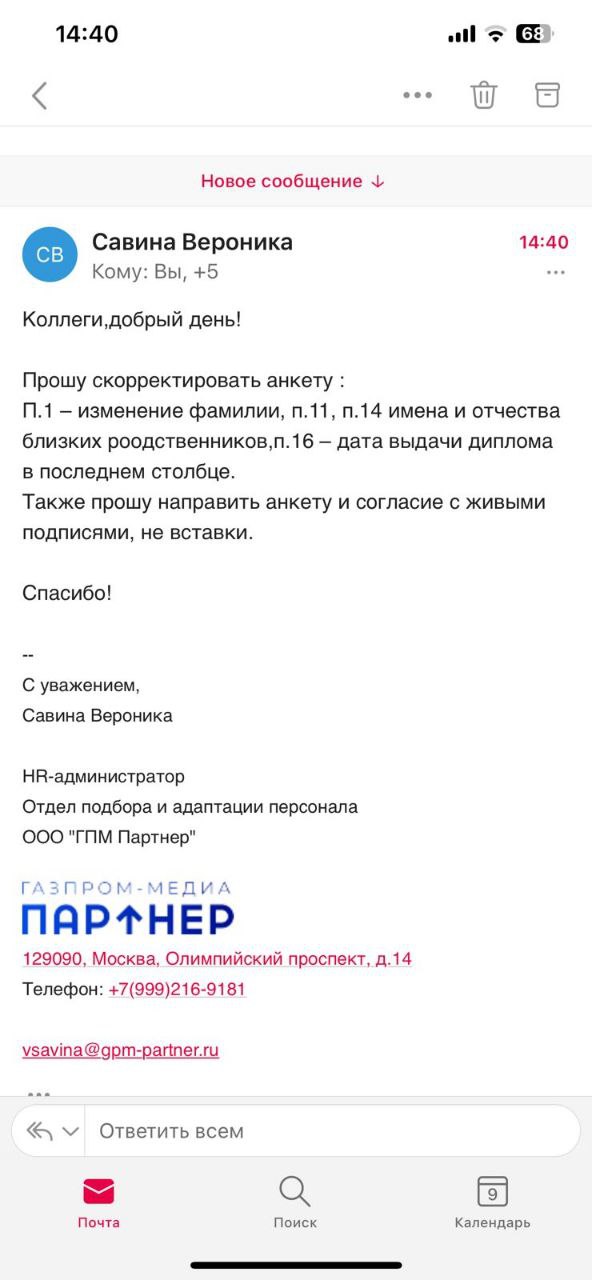 14:40
68
Новое сообщение ↓
СВ
Савина Вероника
14:40
Кому: Вы, +5
Коллеги,добрый день!
Прошу скорректировать анкету :
П.1 – изменение фамилии, п.11, п.14 имена и отчества
близких роодственников,п.16 – дата выдачи диплома
в последнем столбце.
Также прошу направить анкету и согласие с живыми
подписями, не вставки.
Спасибо!
--
С уважением,
Савина Вероника
HR-администратор
Отдел подбора и адаптации персонала
ООО "ГПМ Партнер"
ГАЗПРОМ-МЕДИА
ПАРТНЕР
129090, Москва, Олимпийский проспект, д.14
Телефон: +7(999)216-9181
vsavina@gpm-partner.ru
Ответить всем
Почта
Поиск
9
Календарь